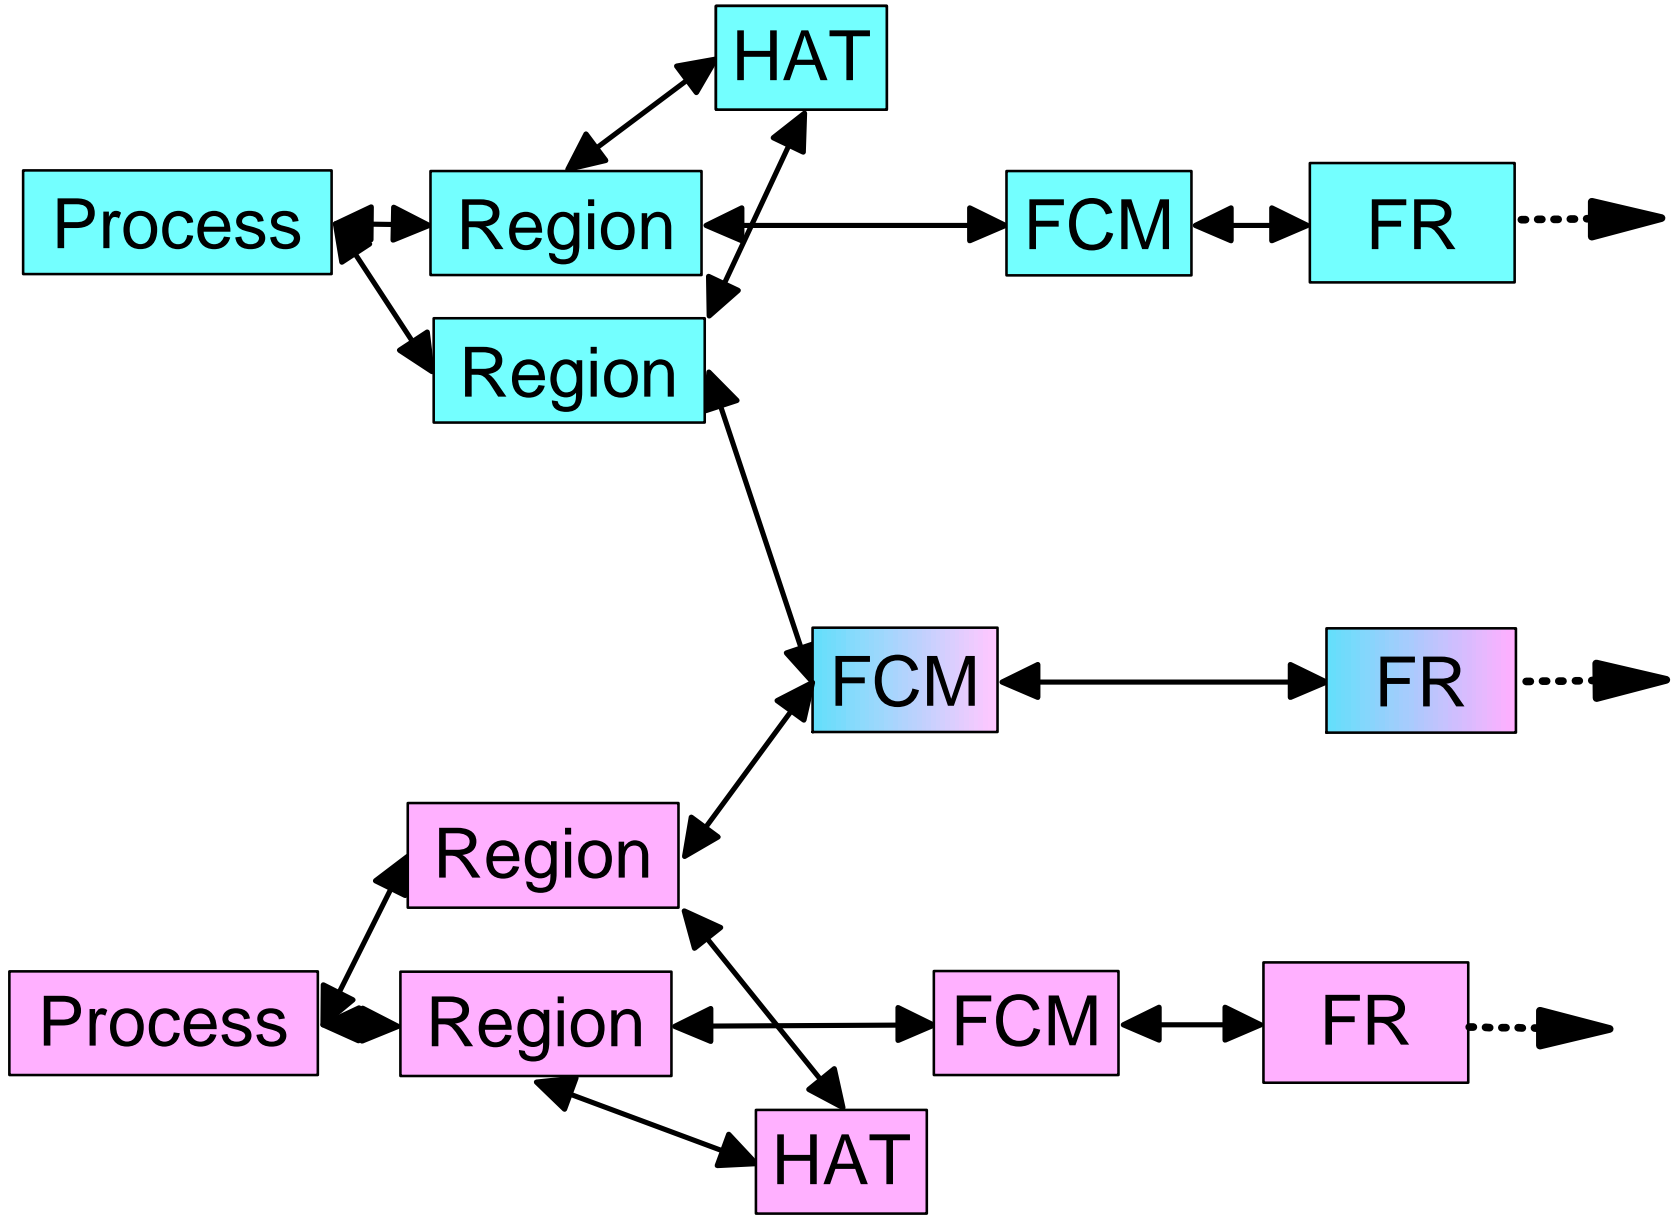 HAT
Process
Region
FCM
FR
Region
FCM
FR
Region
Process
Region
FCM
FR
HAT